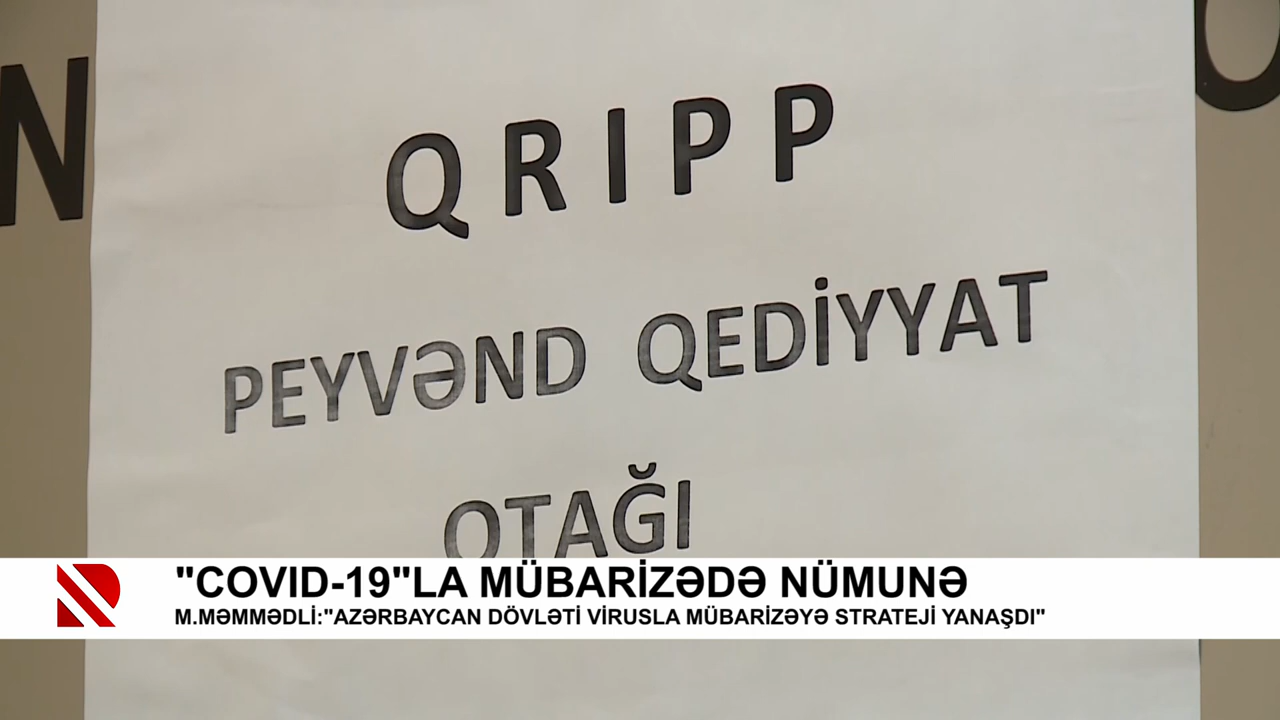 N
O
QRIPP
PEYVƏND QEDİYYAT
OTAĞI
"COVID-19"LA MÜBARİZƏDƏ NÜMUNƏ
M.MƏMMƏDLİ:"AZƏRBAYCAN DÖVLƏTİ VİRUSLA MÜBARİZƏYƏ STRATEJİ YANAŞDI"